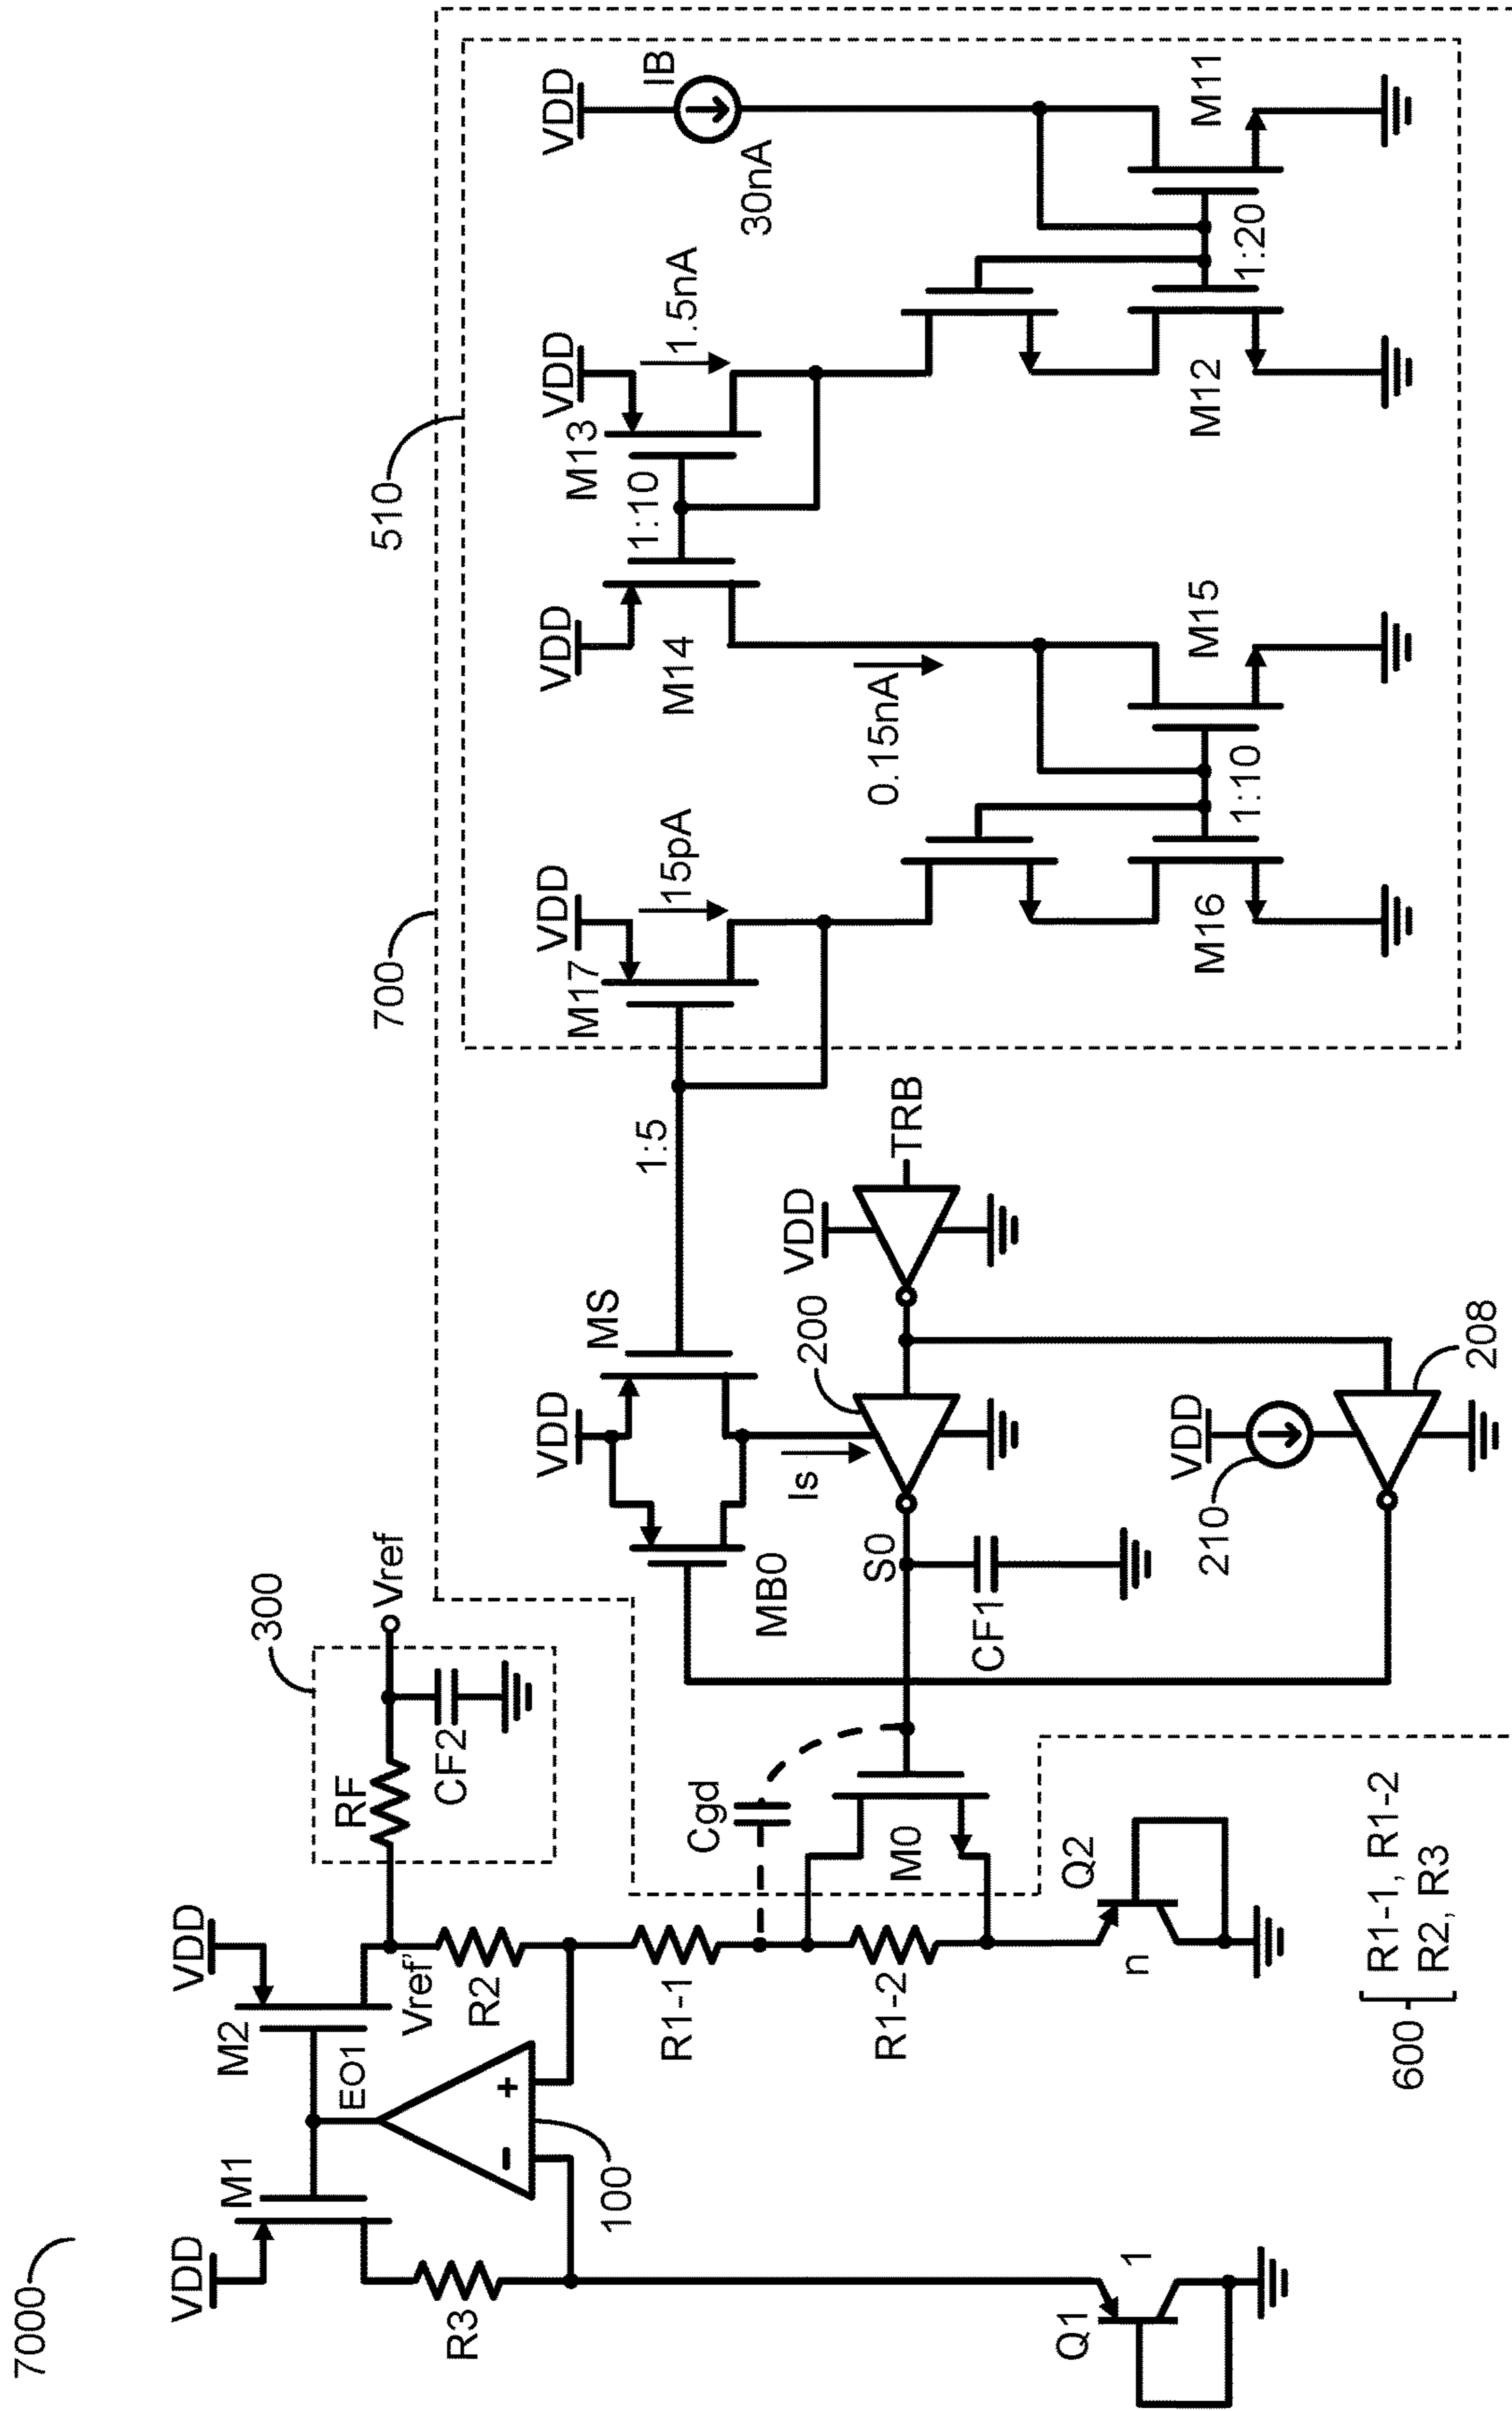 7000
VDD
M1
R3
Q1
1
VDD
M2
EO1
Vref'
100
−
+
R2
R1-1
R1-2
Q2
n
600
R1-1, R1-2
R2, R3
300
RF
CF2
Vref
Cgd
M0
700
VDD
MB0
MS
Is
200
S0
CF1
VDD
TRB
210
VDD
208
1:5
510
VDD
M17
15pA
M16
1:10
M15
VDD
M14
0.15nA
1:10
M13
VDD
1.5nA
M12
1:20
M11
VDD
IB
30nA